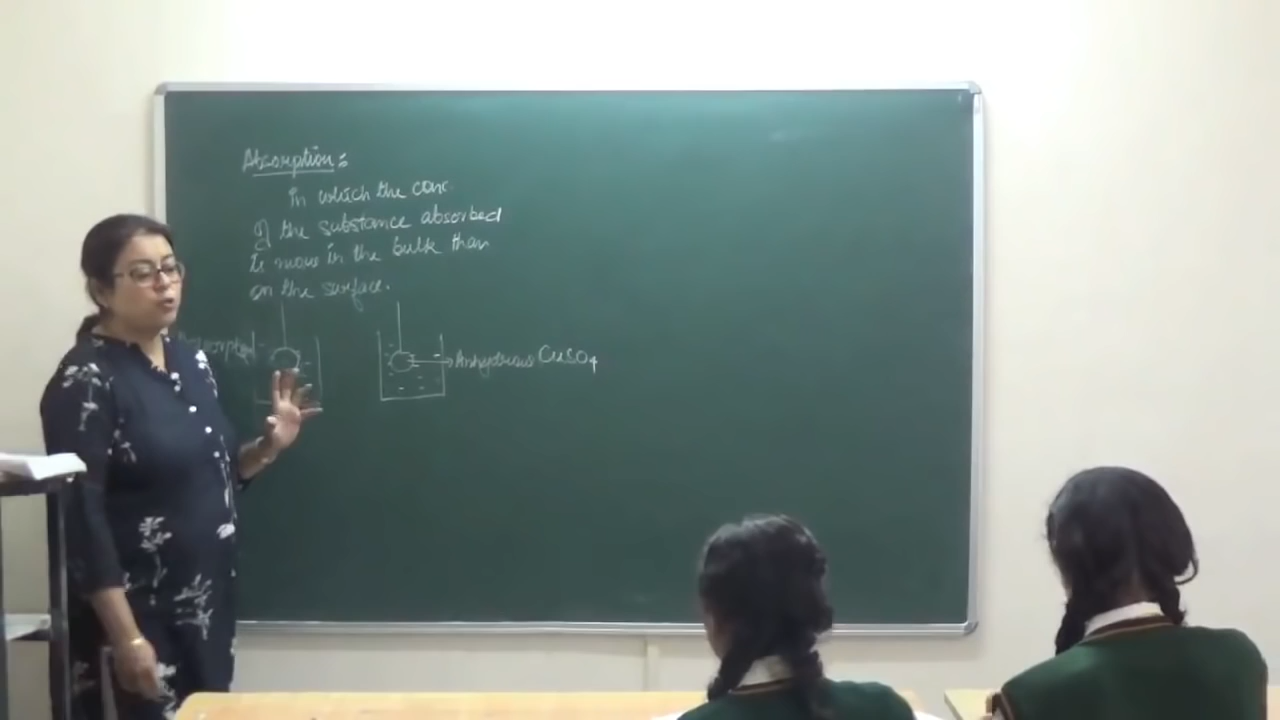 Absorption :
In which the conc.
of the substance absorbed
is more in the bulk than
on the surface.
Anhydrous CuSO4